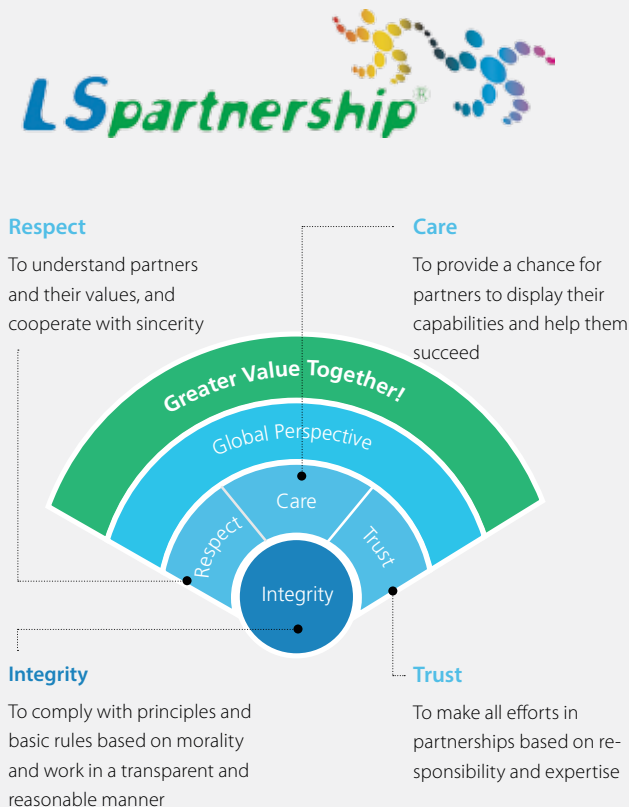 LSpartnership®
Respect
To understand partners
and their values, and
cooperate with sincerity
Care
To provide a chance for
partners to display their
capabilities and help them
succeed
Greater Value Together!
Global Perspective
Respect
Care
Trust
Integrity
Integrity
To comply with principles and
basic rules based on morality
and work in a transparent and
reasonable manner
Trust
To make all efforts in
partnerships based on re-
sponsibility and expertise